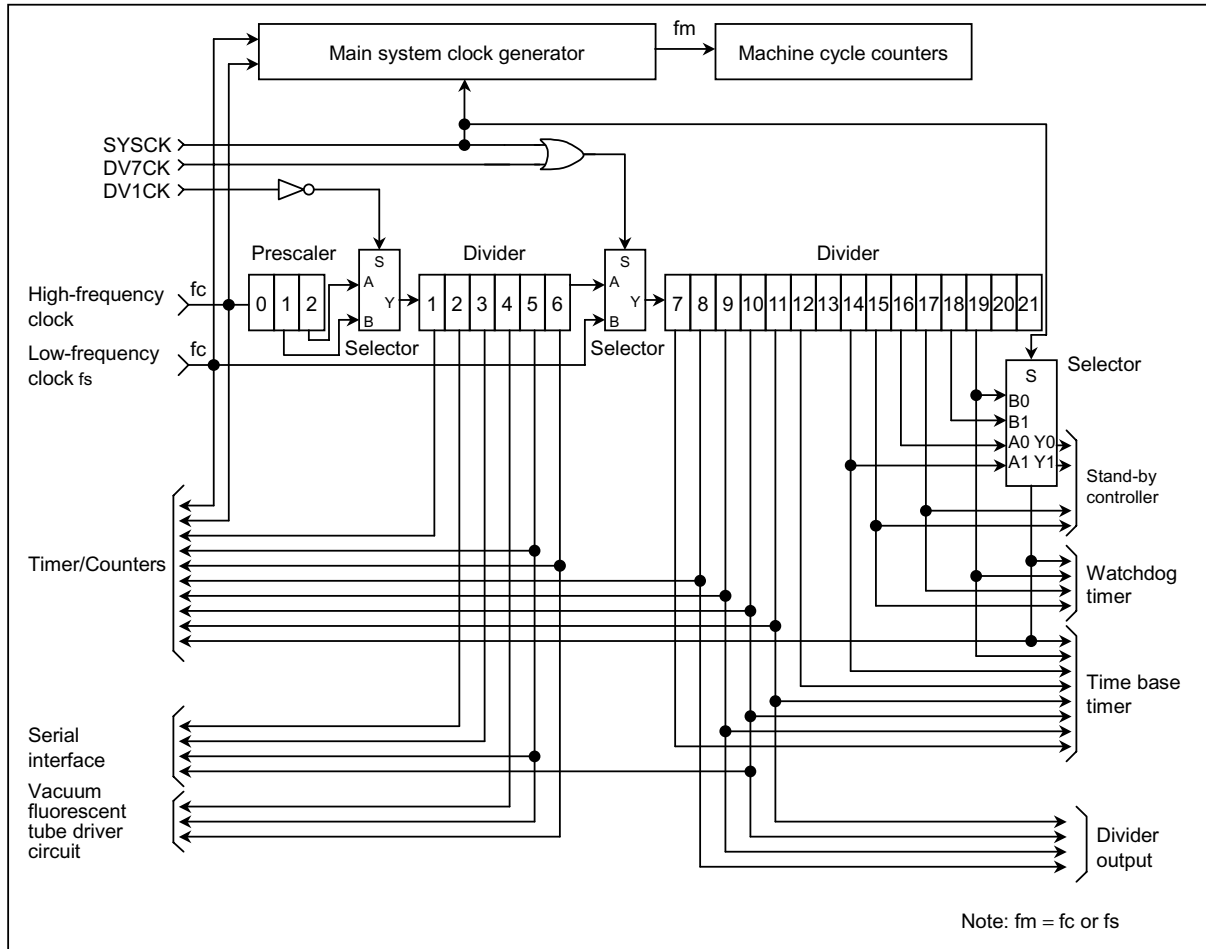 Main system clock generator
fm
Machine cycle counters
SYSCK
DV7CK
DV1CK
Prescaler
Divider
Divider
High-frequency
clock
fc
0 1 2
S
A
B
Y
Selector
1 2 3 4 5 6
S
A
B
Y
Selector
7 8 9 10 11 12 13 14 15 16 17 18 19 20 21
Low-frequency
clock fs
fc
Selector
S
B0
B1
A0 Y0
A1 Y1
Stand-by
controller
Timer/Counters
Watchdog
timer
Time base
timer
Serial
interface
Vacuum
fluorescent
tube driver
circuit
Divider
output
Note: fm = fc or fs